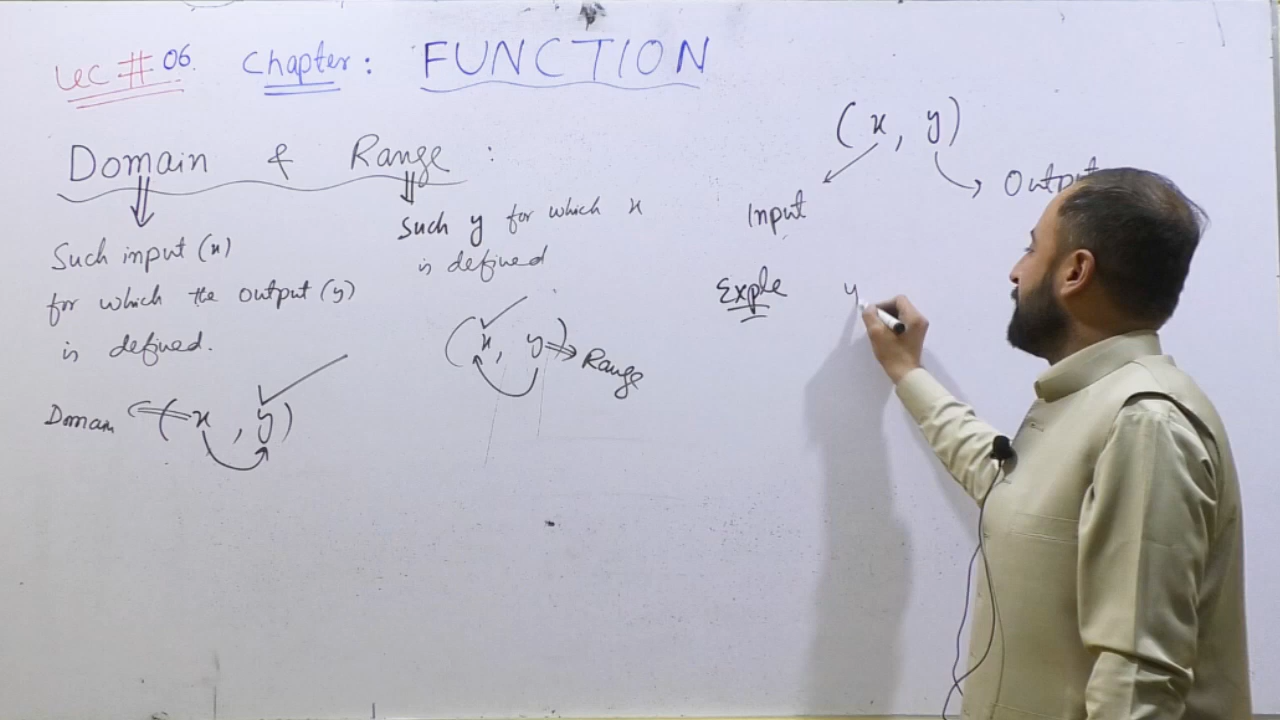 Lec # 06. Chapter: FUNCTION
Domain & Range:
Such input (x)
for which the output (y)
is defined.
Domain (x, y)
Such y for which x
is defined
(x, y) Range
(x, y)
Input
Output
Exple y